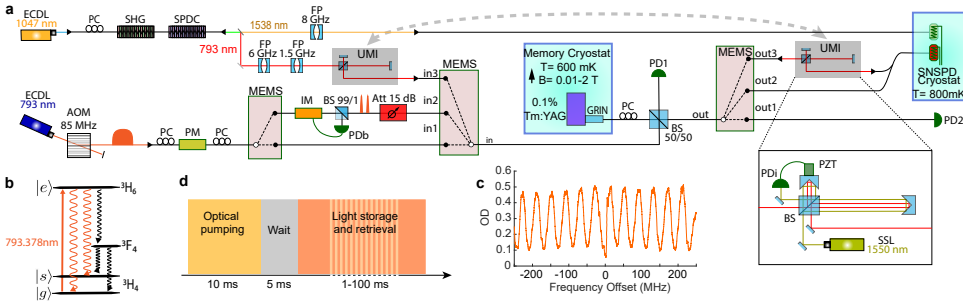 a
ECDL
1047 nm
PC
SHG
SPDC
1538 nm
793 nm
FP
8 GHz
FP
6 GHz
FP
1.5 GHz
UMI
in3
in2
in1
in
MEMS
MEMS
IM
BS 99/1
Att 15 dB
PDb
ECDL
793 nm
AOM
85 MHz
PC
PM
PC
Memory Cryostat
T= 600 mK
B= 0.01-2 T
0.1%
Tm:YAG
GRIN
PC
PD1
BS
50/50
out
MEMS
out3
out2
out1
UMI
SNSPD
Cryostat
T= 800mK
PD2
PZT
PDi
BS
SSL
1550 nm
b
|e⟩
³H₆
793.378nm
³F₄
|s⟩
|g⟩
³H₄
d
Optical
pumping
Wait
Light storage
and retrieval
10 ms
5 ms
1-100 ms
c
OD
0.6
0.5
0.4
0.3
0.2
0.1
0
-200
-100
0
100
200
Frequency Offset (MHz)